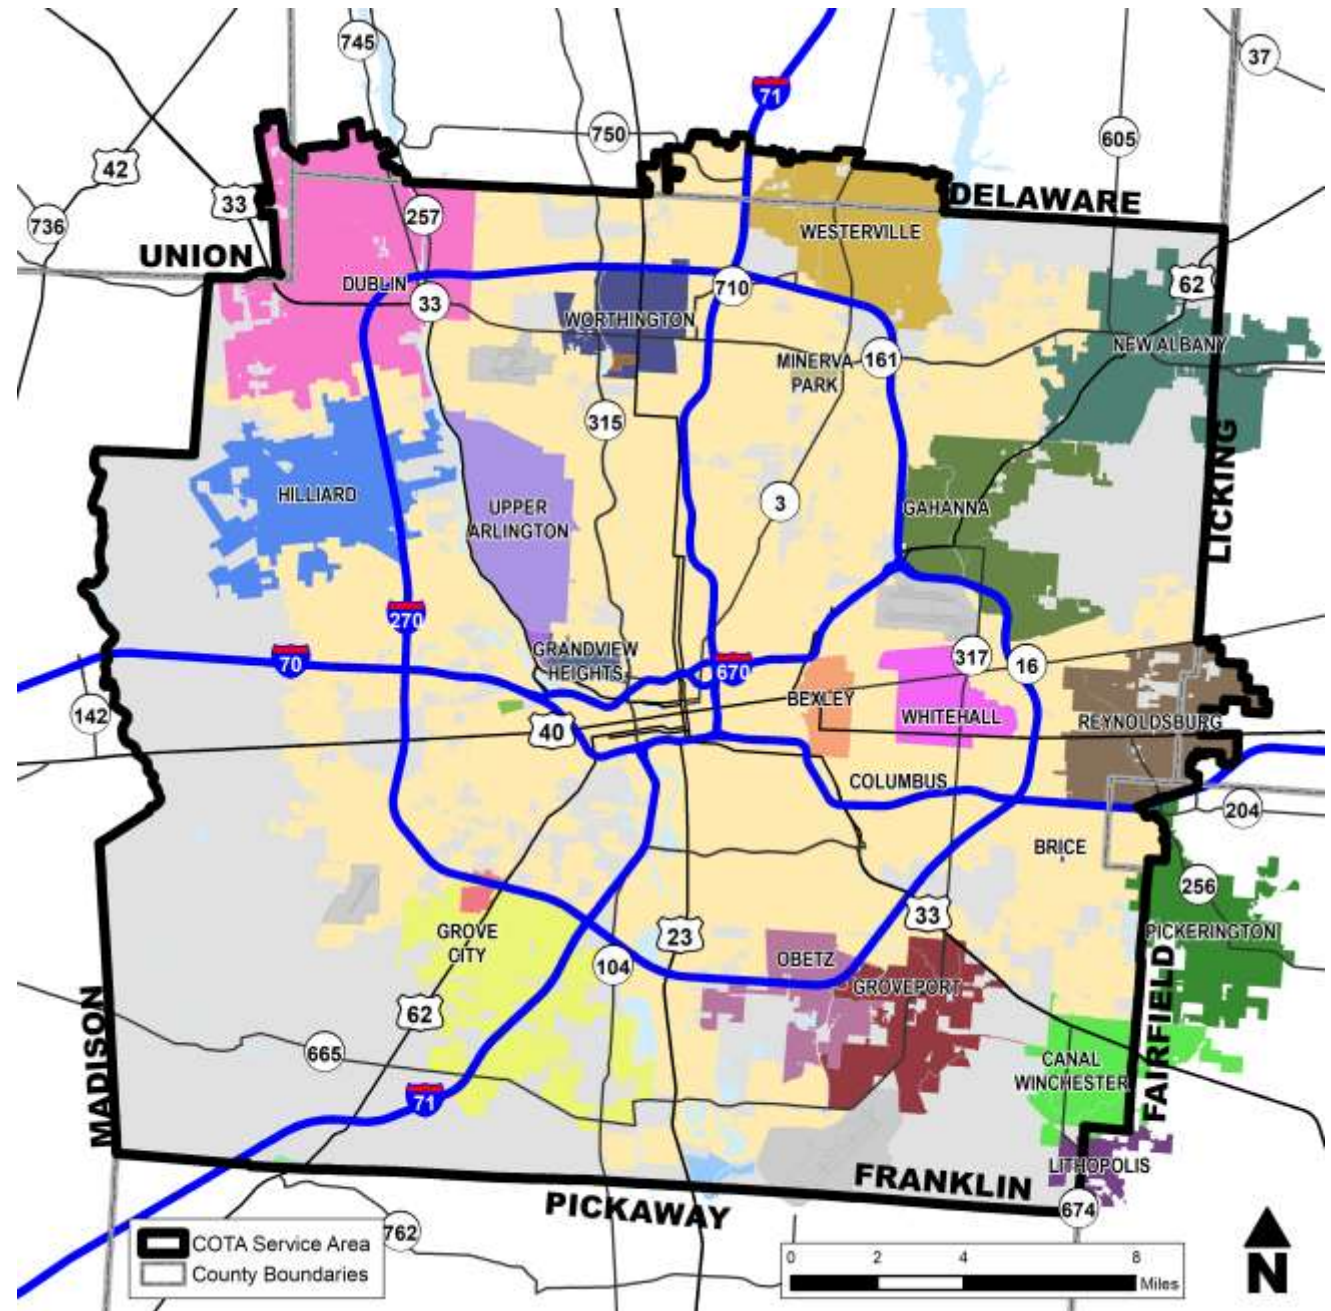 745
37
71
750
605
42
33
257
DELAWARE
736
WESTERVILLE
UNION
DUBLIN
710
62
33
WORTHINGTON
NEW ALBANY
MINERVA
PARK
161
315
LICKING
HILLIARD
UPPER
ARLINGTON
3
GAHANNA
270
70
GRANDVIEW
HEIGHTS
670
317
16
142
BEXLEY
WHITEHALL
REYNOLDSBURG
40
COLUMBUS
204
BRICE
256
GROVE
CITY
33
23
PICKERINGTON
OBETZ
104
GROVEPORT
62
MADISON
665
CANAL
WINCHESTER
FAIRFIELD
71
LITHOPOLIS
FRANKLIN
PICKAWAY
674
762
COTA Service Area
County Boundaries
0 2 4 8
Miles
N